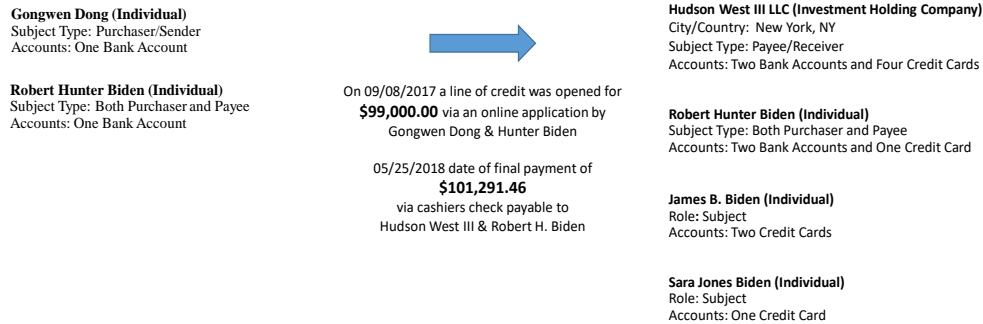 Gongwen Dong (Individual)
Subject Type: Purchaser/Sender
Accounts: One Bank Account
Robert Hunter Biden (Individual)
Subject Type: Both Purchaser and Payee
Accounts: One Bank Account
On 09/08/2017 a line of credit was opened for
$99,000.00 via an online application by
Gongwen Dong & Hunter Biden
05/25/2018 date of final payment of
$101,291.46
via cashiers check payable to
Hudson West III & Robert H. Biden
Hudson West III LLC (Investment Holding Company)
City/Country: New York, NY
Subject Type: Payee/Receiver
Accounts: Two Bank Accounts and Four Credit Cards
Robert Hunter Biden (Individual)
Subject Type: Both Purchaser and Payee
Accounts: Two Bank Accounts and One Credit Card
James B. Biden (Individual)
Role: Subject
Accounts: Two Credit Cards
Sara Jones Biden (Individual)
Role: Subject
Accounts: One Credit Card